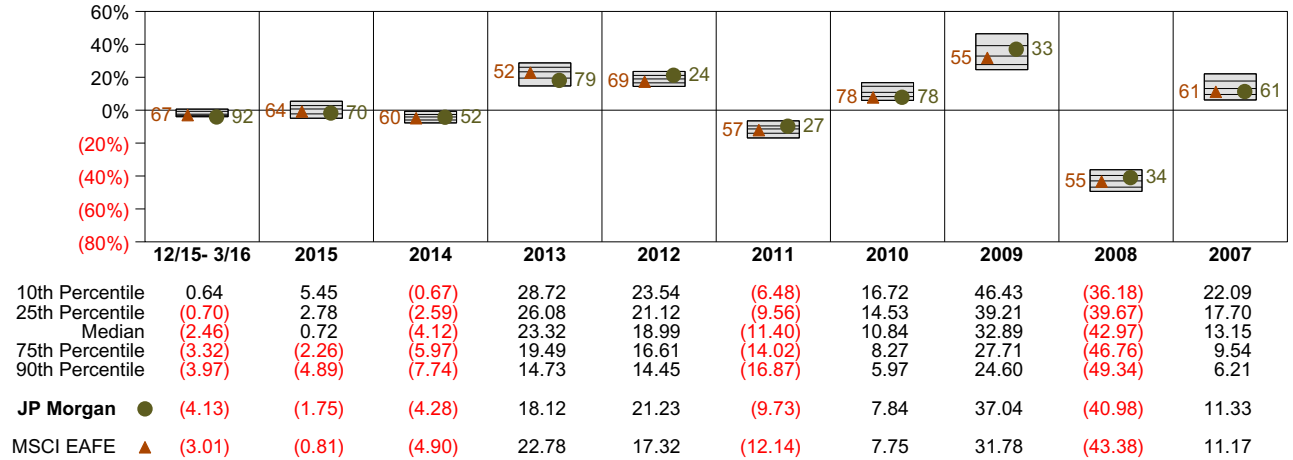 60%
40%
20%
0%
(20%)
(40%)
(60%)
(80%)
67 92
64 70
60 52
52 79
69 24
57 27
78 78
55 33
55 34
61 61
12/15- 3/16 2015 2014 2013 2012 2011 2010 2009 2008 2007
10th Percentile 0.64 5.45 (0.67) 28.72 23.54 (6.48) 16.72 46.43 (36.18) 22.09
25th Percentile (0.70) 2.78 (2.59) 26.08 21.12 (9.56) 14.53 39.21 (39.67) 17.70
Median (2.46) 0.72 (4.12) 23.32 18.99 (11.40) 10.84 32.89 (42.97) 13.15
75th Percentile (3.32) (2.26) (5.97) 19.49 16.61 (14.02) 8.27 27.71 (46.76) 9.54
90th Percentile (3.97) (4.89) (7.74) 14.73 14.45 (16.87) 5.97 24.60 (49.34) 6.21
JP Morgan (4.13) (1.75) (4.28) 18.12 21.23 (9.73) 7.84 37.04 (40.98) 11.33
MSCI EAFE (3.01) (0.81) (4.90) 22.78 17.32 (12.14) 7.75 31.78 (43.38) 11.17